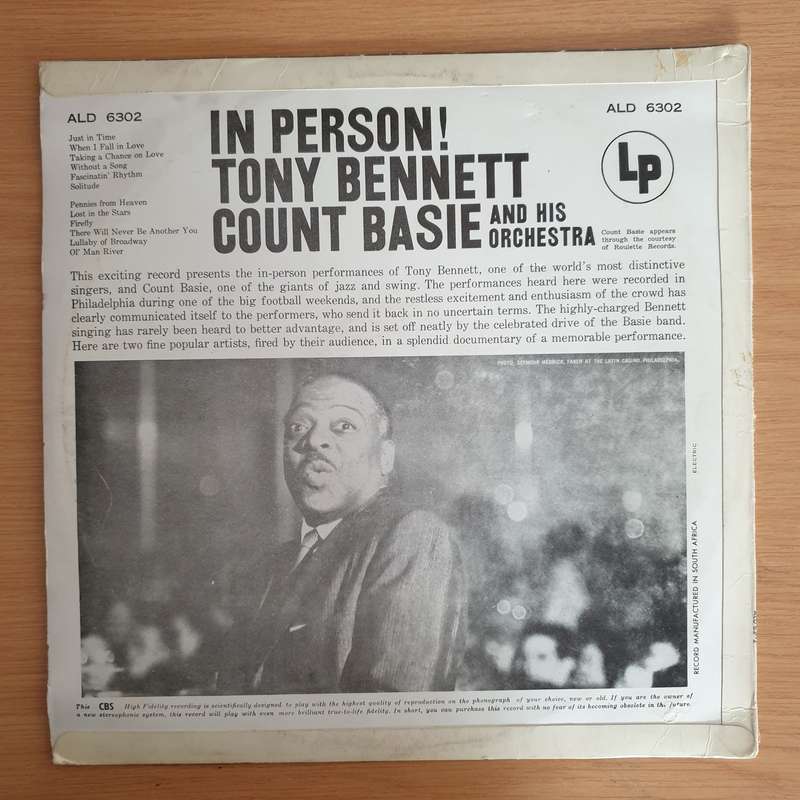 ALD 6302
ALD 6302
IN PERSON!
TONY BENNETT
COUNT BASIE AND HIS ORCHESTRA
LP
Just in Time
When I Fall in Love
Taking a Chance on Love
Without a Song
Fascinatin' Rhythm
Solitude
Pennies from Heaven
Lost in the Stars
Firefly
There Will Never Be Another You
Lullaby of Broadway
Ol' Man River
Count Basie appears
through the courtesy
of Roulette Records.
This exciting record presents the in-person performances of Tony Bennett, one of the world's most distinctive
singers, and Count Basie, one of the giants of jazz and swing. The performances heard here were recorded in
Philadelphia during one of the big football weekends, and the restless excitement and enthusiasm of the crowd has
clearly communicated itself to the performers, who send it back in no uncertain terms. The highly-charged Bennett
singing has rarely been heard to better advantage, and is set off neatly by the celebrated drive of the Basie band.
Here are two fine popular artists, fired by their audience, in a splendid documentary of a memorable performance.
PHOTO, SEYMOUR MEDNICK, TAKEN AT THE LATIN CASINO, PHILADELPHIA.
ELECTRIC
RECORD MANUFACTURED IN SOUTH AFRICA
This CBS High Fidelity recording is scientifically designed to play with the highest quality of reproduction on the phonograph of your choice, new or old. If you are the owner of
a new stereophonic system, this record will play with even more brilliant true-to-life fidelity. In short, you can purchase this record with no fear of its becoming obsolete in the future.